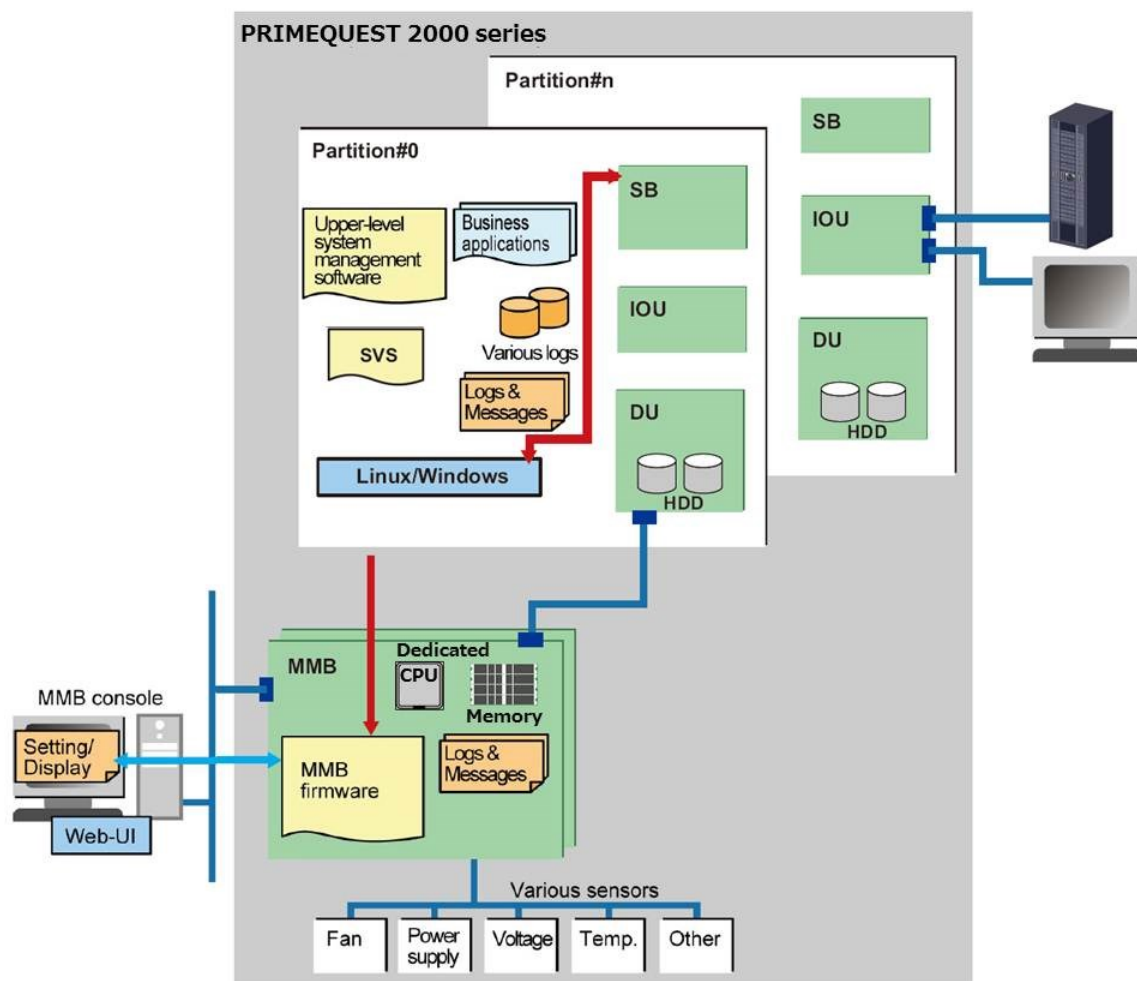 PRIMEQUEST 2000 series
Partition#n
SB
IOU
DU
HDD
Partition#0
Upper-level
system
management
software
Business
applications
SB
Various logs
IOU
SVS
Logs &
Messages
DU
HDD
Linux/Windows
MMB
Dedicated
CPU
Memory
MMB console
Setting/
Display
Web-UI
MMB
firmware
Logs &
Messages
Various sensors
Fan
Power
supply
Voltage
Temp.
Other